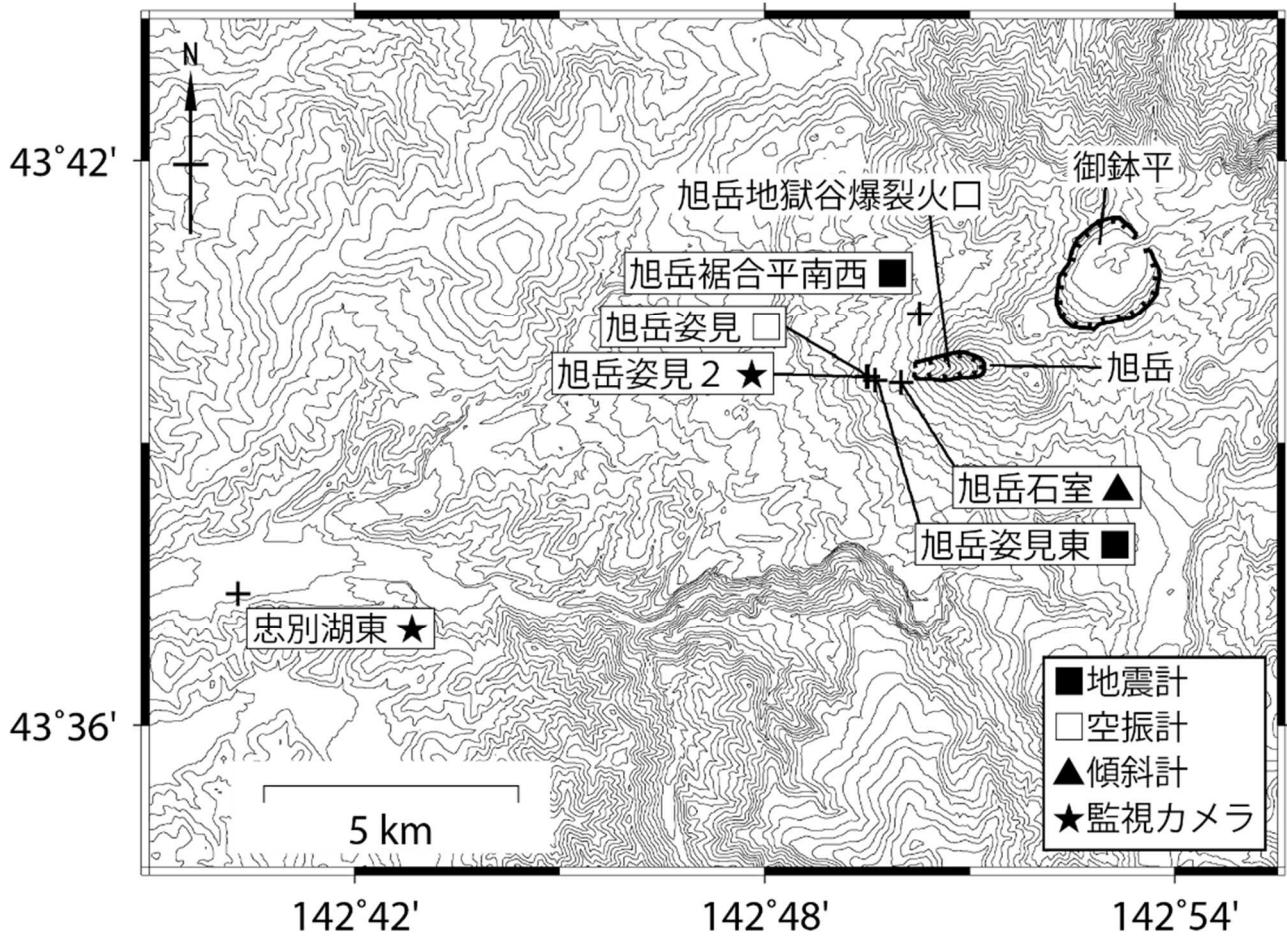 N
43˚42'
御鉢平
旭岳地獄谷爆裂火口
旭岳裾合平南西 ■
旭岳姿見 □
旭岳姿見２ ★
旭岳
旭岳石室 ▲
旭岳姿見東 ■
忠別湖東 ★
43˚36'
■地震計
□空振計
▲傾斜計
★監視カメラ
5 km
142˚42'
142˚48'
142˚54'